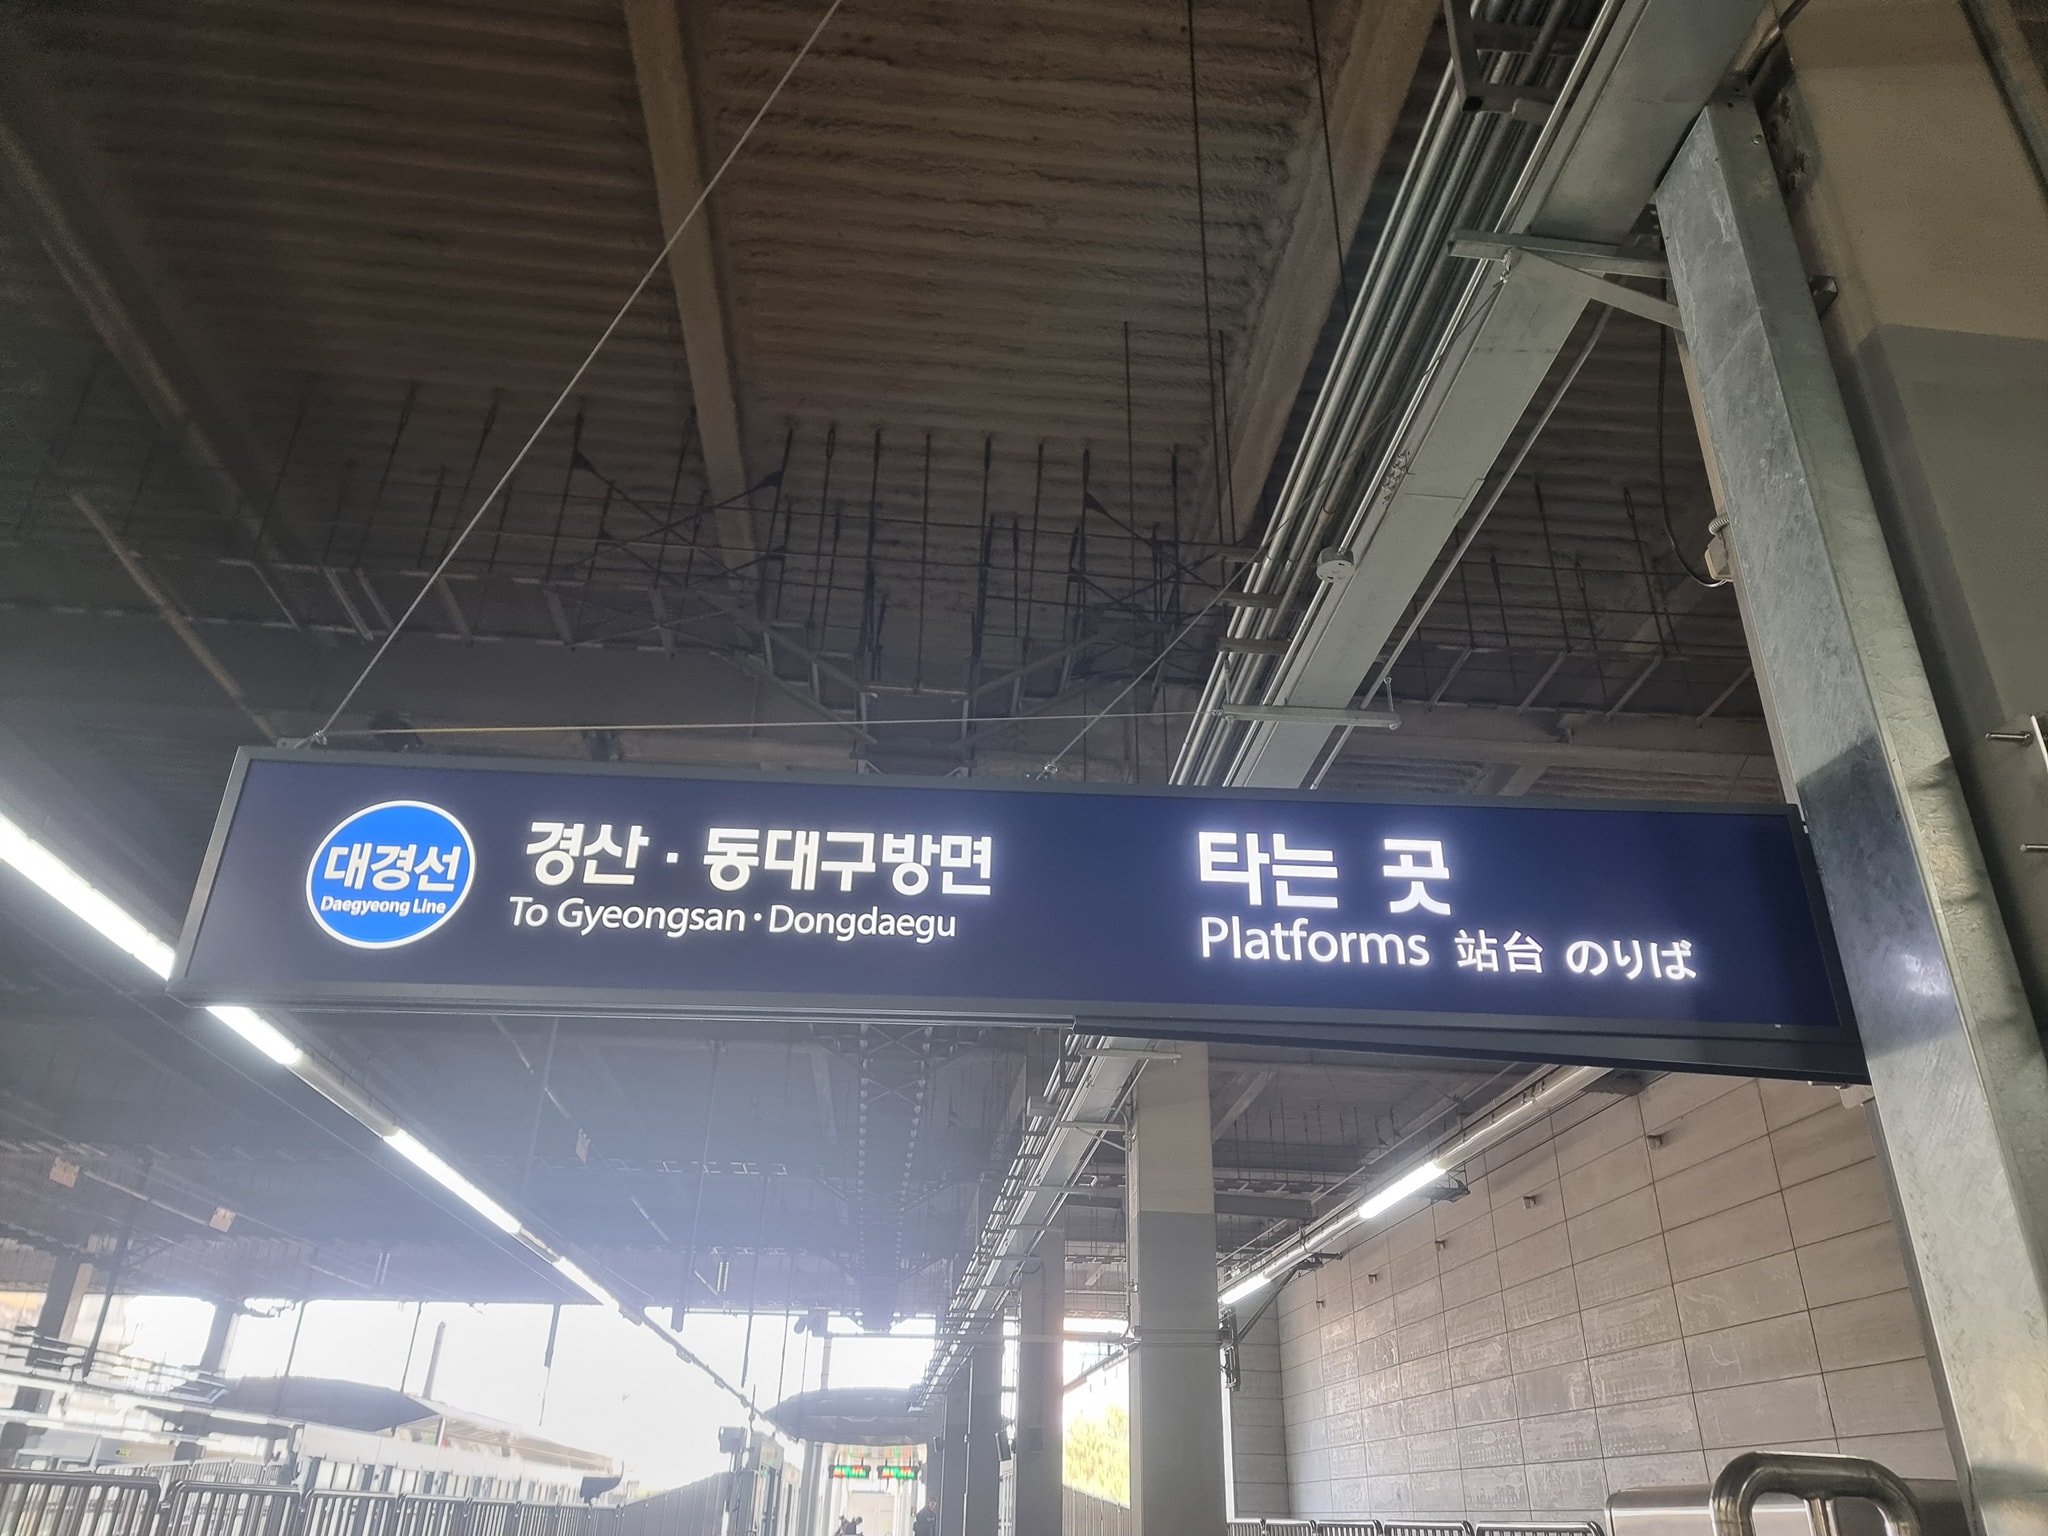 대경선
Daegyeong Line
경산 · 동대구방면
To Gyeongsan · Dongdaegu
타는 곳
Platforms 站台 のりば